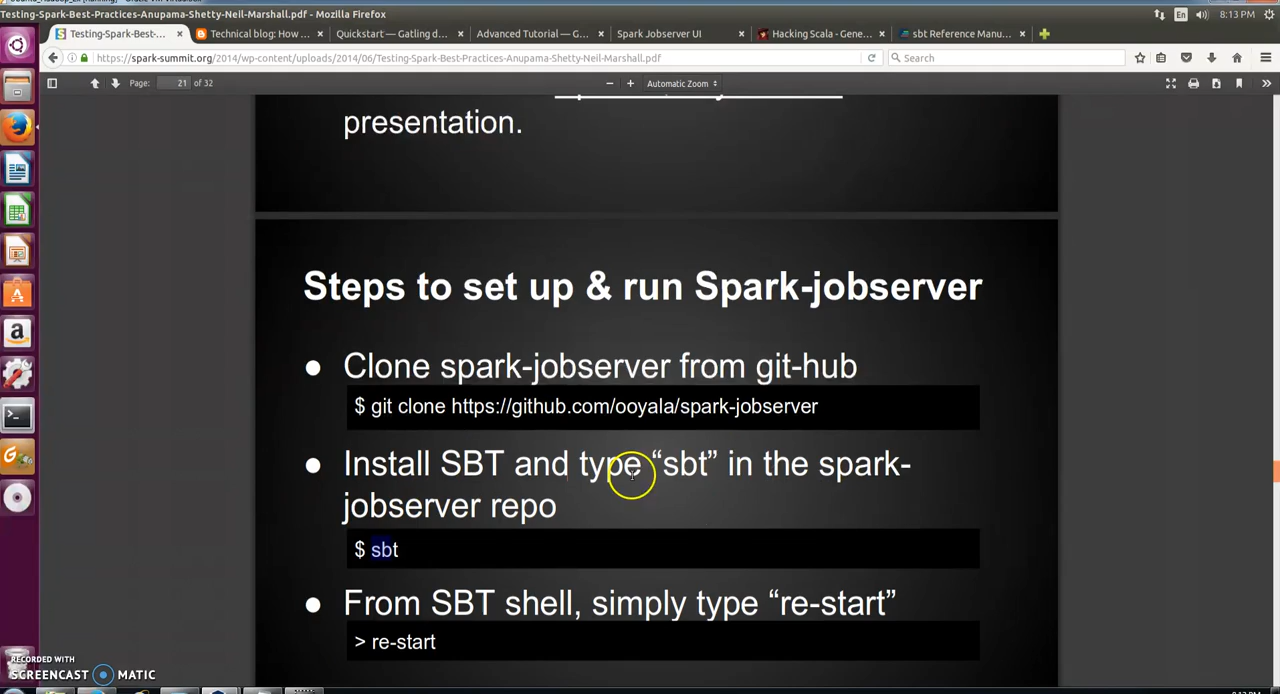 Testing-Spark-Best-Practices-Anupama-Shetty-Neil-Marshall.pdf - Mozilla Firefox
En
8:13 PM
Testing-Spark-Best-...
Technical blog: How ...
Quickstart — Gatling d...
Advanced Tutorial — G...
Spark Jobserver UI
Hacking Scala - Gene...
sbt Reference Manu...
https://spark-summit.org/2014/wp-content/uploads/2014/06/Testing-Spark-Best-Practices-Anupama-Shetty-Neil-Marshall.pdf
Search
Page:
21
of 32
Automatic Zoom
presentation.
Steps to set up & run Spark-jobserver
● Clone spark-jobserver from git-hub
$ git clone https://github.com/ooyala/spark-jobserver
● Install SBT and type “sbt” in the spark-
jobserver repo
$ sbt
● From SBT shell, simply type “re-start”
> re-start
RECORDED WITH
SCREENCAST MATIC